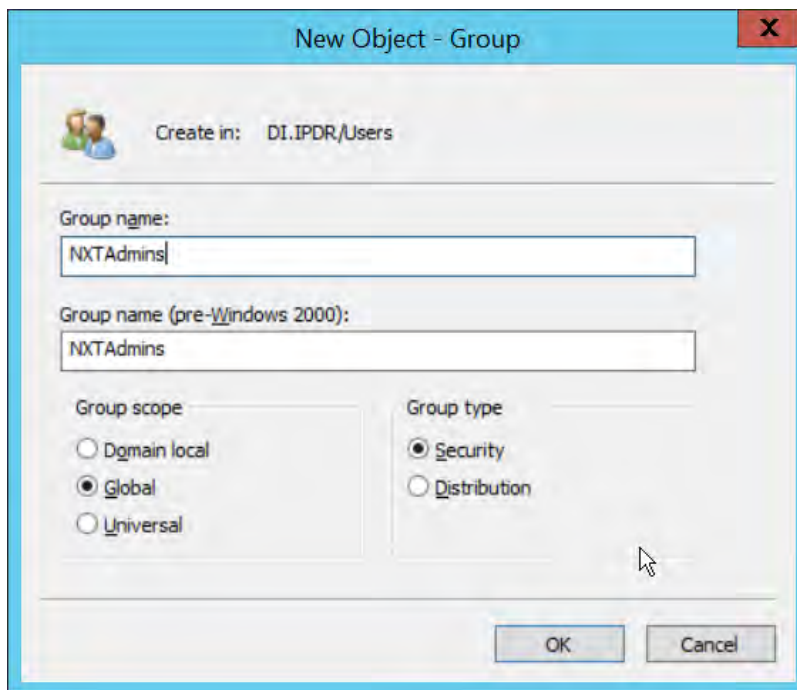 New Object - Group
X
Create in: DI.IPDR/Users
Group name:
NXTAdmins
Group name (pre-Windows 2000):
NXTAdmins
Group scope
Group type
Domain local
Security
Global
Distribution
Universal
OK
Cancel